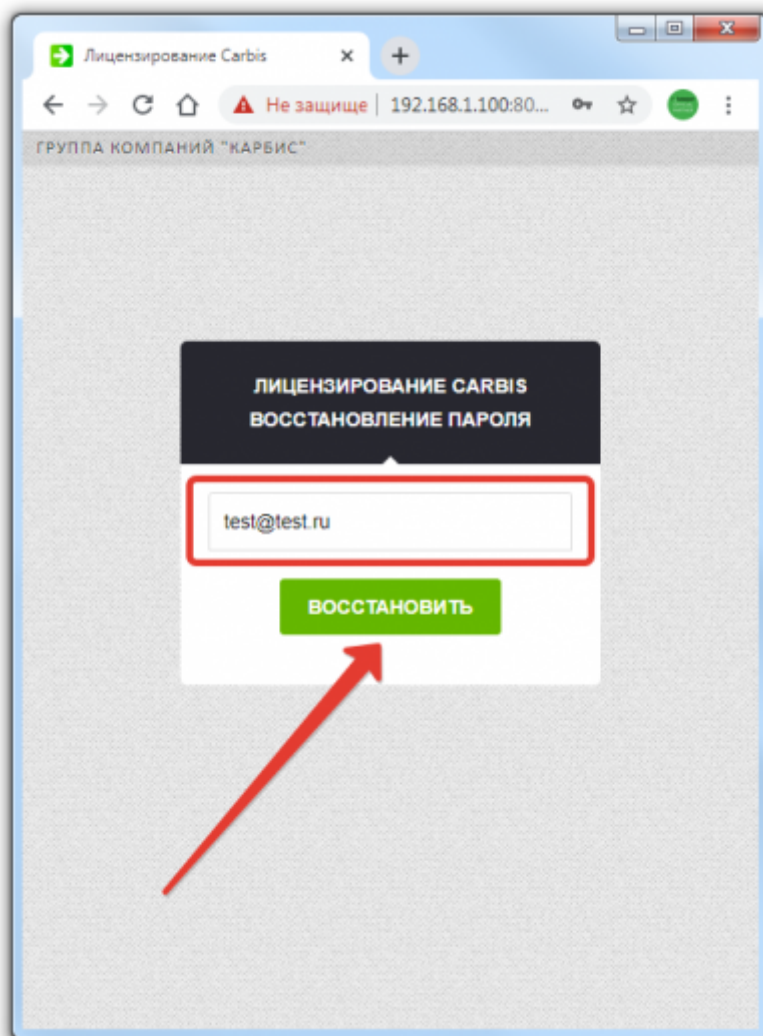 Лицензирование Carbis
Не защище 192.168.1.100:80...
ГРУППА КОМПАНИЙ "КАРБИС"
ЛИЦЕНЗИРОВАНИЕ CARBIS
ВОССТАНОВЛЕНИЕ ПАРОЛЯ
test@test.ru
ВОССТАНОВИТЬ